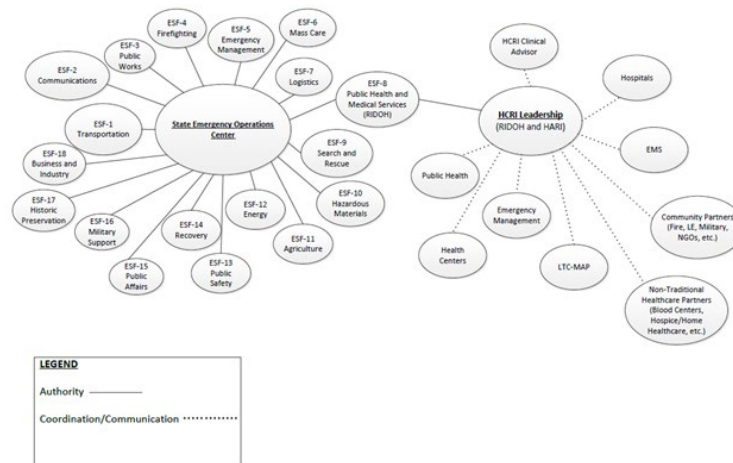 ESF-4
Firefighting
ESF-5
Emergency
Management
ESF-6
Mass Care
ESF-3
Public
Works
ESF-2
Communications
ESF-7
Logistics
ESF-8
Public Health and
Medical Services
(RIDOH)
State Emergency Operations
Center
ESF-1
Transportation
ESF-9
Search and
Rescue
ESF-18
Business and
Industry
ESF-10
Hazardous
Materials
ESF-17
Historic
Preservation
ESF-12
Energy
ESF-16
Military
Support
ESF-14
Recovery
ESF-11
Agriculture
ESF-15
Public
Affairs
ESF-13
Public
Safety
HCRI Clinical
Advisor
Hospitals
HCRI Leadership
(RIDOH and HARI)
EMS
Public Health
Emergency
Management
Community Partners
(Fire, LE, Military,
NGOs, etc.)
Health
Centers
LTC-MAP
Non-Traditional
Healthcare Partners
(Blood Centers,
Hospice/Home
Healthcare, etc.)
LEGEND
Authority
Coordination/Communication